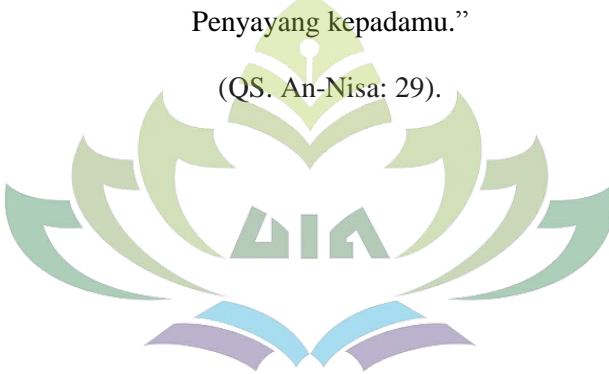 Penyayang kepadamu.”
(QS. An-Nisa: 29).
UIN